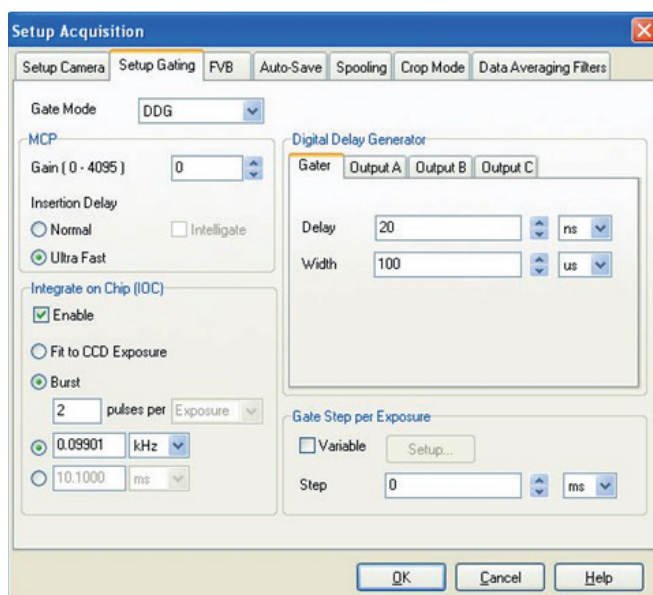 Setup Acquisition
Setup Camera Setup Gating FVB Auto-Save Spooling Crop Mode Data Averaging Filters
Gate Mode DDG
MCP
Gain ( 0 - 4095 ) 0
Insertion Delay
Normal Intelligate
Ultra Fast
Integrate on Chip (IOC)
Enable
Fit to CCD Exposure
Burst
2 pulses per Exposure
0.09901 kHz
10.1000 ms
Digital Delay Generator
Gater Output A Output B Output C
Delay 20 ns
Width 100 us
Gate Step per Exposure
Variable Setup...
Step 0 ms
OK Cancel Help